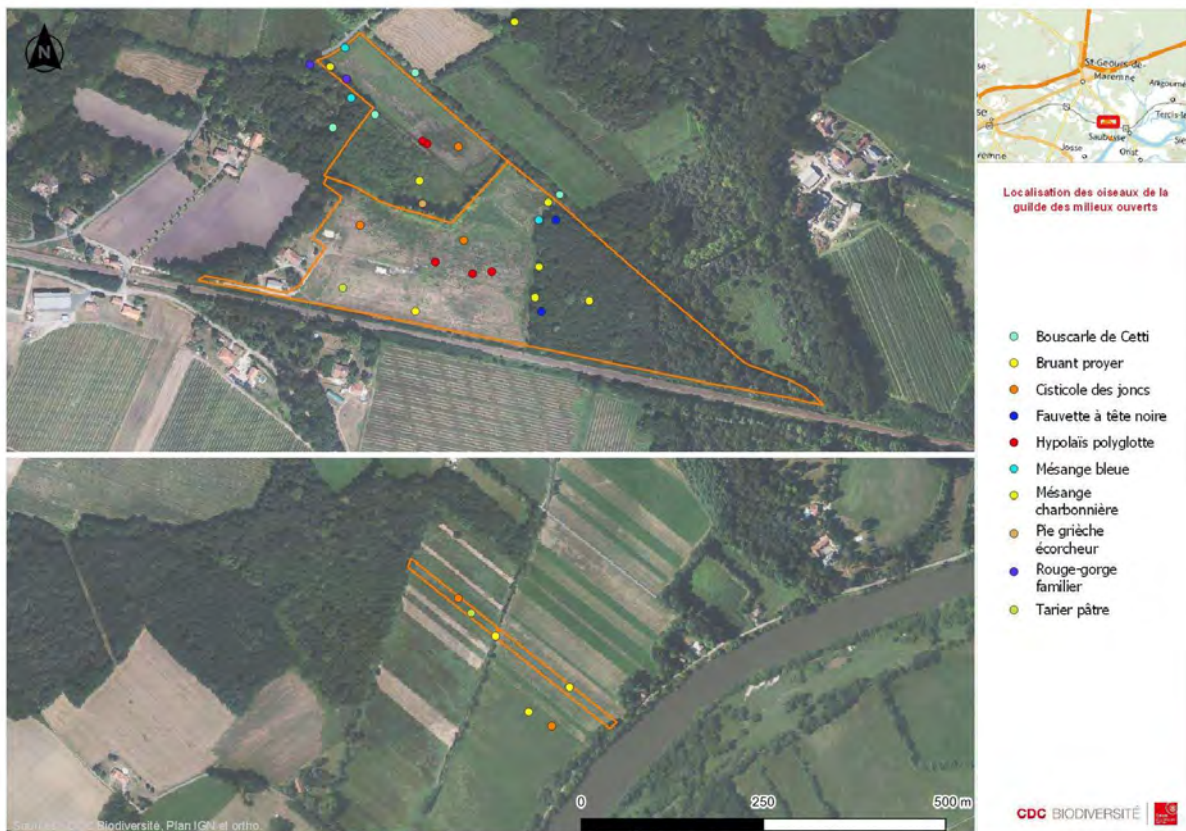 N
St-Geours-de-
Maremne
Saubusse
Josse
Orist
Localisation des oiseaux de la
guilde des milieux ouverts
Bouscarle de Cetti
Bruant proyer
Cisticole des joncs
Fauvette à tête noire
Hypolaïs polyglotte
Mésange bleue
Mésange
charbonnière
Pie grièche
écorcheur
Rouge-gorge
familier
Tarier pâtre
0 250 500 m
Biodiversité, Plan IGN et ortho.
CDC BIODIVERSITÉ